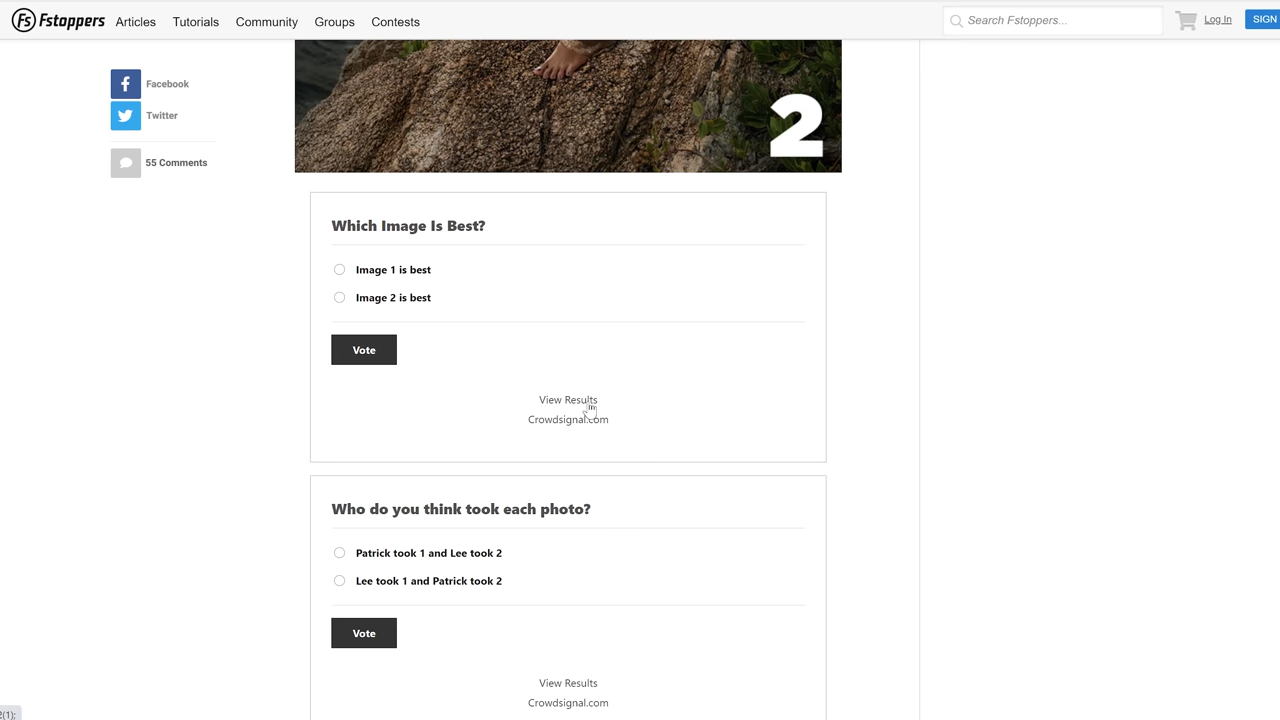 Fs Fstoppers Articles Tutorials Community Groups Contests Search Fstoppers... Log In SIGN
Facebook
Twitter
55 Comments
2
Which Image Is Best?
Image 1 is best
Image 2 is best
Vote
View Results
Crowdsignal.com
Who do you think took each photo?
Patrick took 1 and Lee took 2
Lee took 1 and Patrick took 2
Vote
View Results
Crowdsignal.com
2(1);